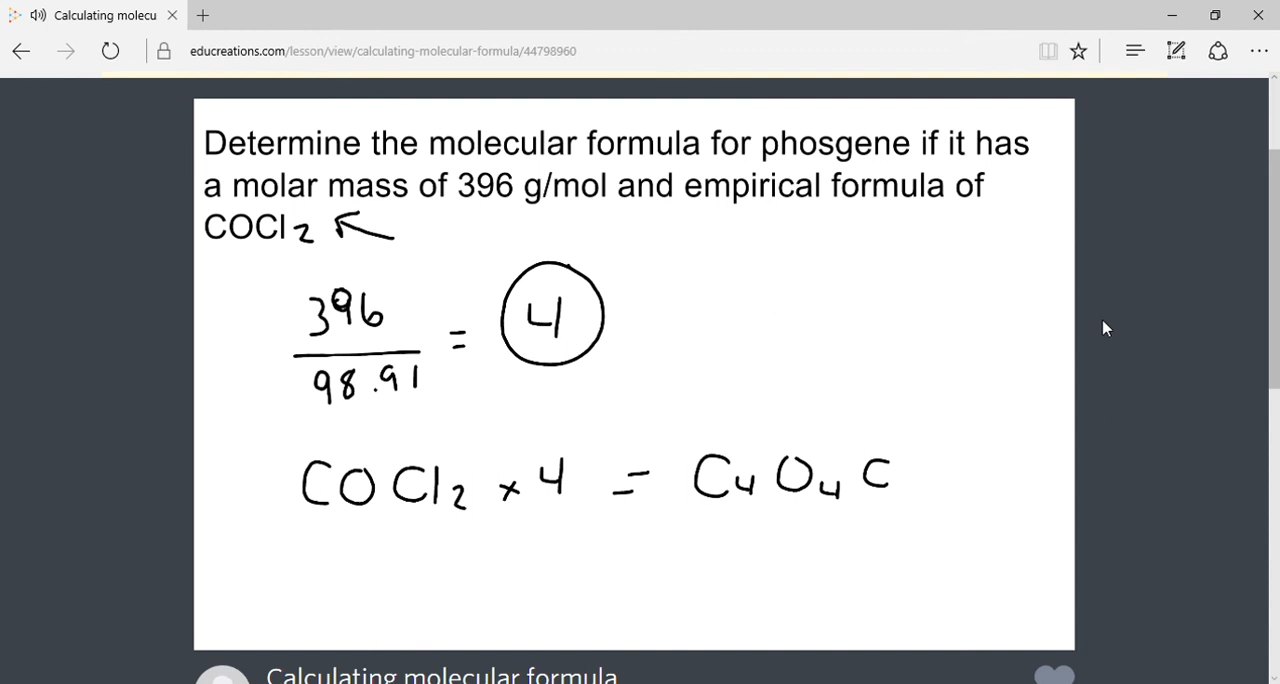 Calculating molecu
educreations.com/lesson/view/calculating-molecular-formula/44798960
Determine the molecular formula for phosgene if it has
a molar mass of 396 g/mol and empirical formula of
COCl2
396
98.91
=
4
COCl2 × 4 = C4O4C
Calculating molecular formula